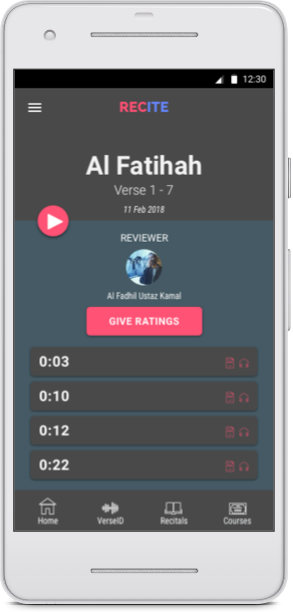 12:30
RECITE
Al Fatihah
Verse 1 - 7
11 Feb 2018
REVIEWER
Al Fadhil Ustaz Kamal
GIVE RATINGS
0:03
0:10
0:12
0:22
Home VerseID Recitals Courses